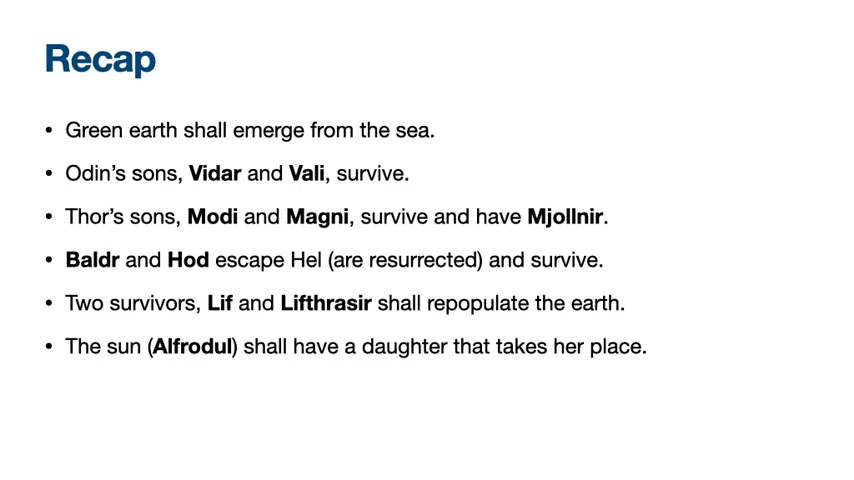 Recap
• Green earth shall emerge from the sea.
• Odin’s sons, Vidar and Vali, survive.
• Thor’s sons, Modi and Magni, survive and have Mjollnir.
• Baldr and Hod escape Hel (are resurrected) and survive.
• Two survivors, Lif and Lifthrasir shall repopulate the earth.
• The sun (Alfrodul) shall have a daughter that takes her place.